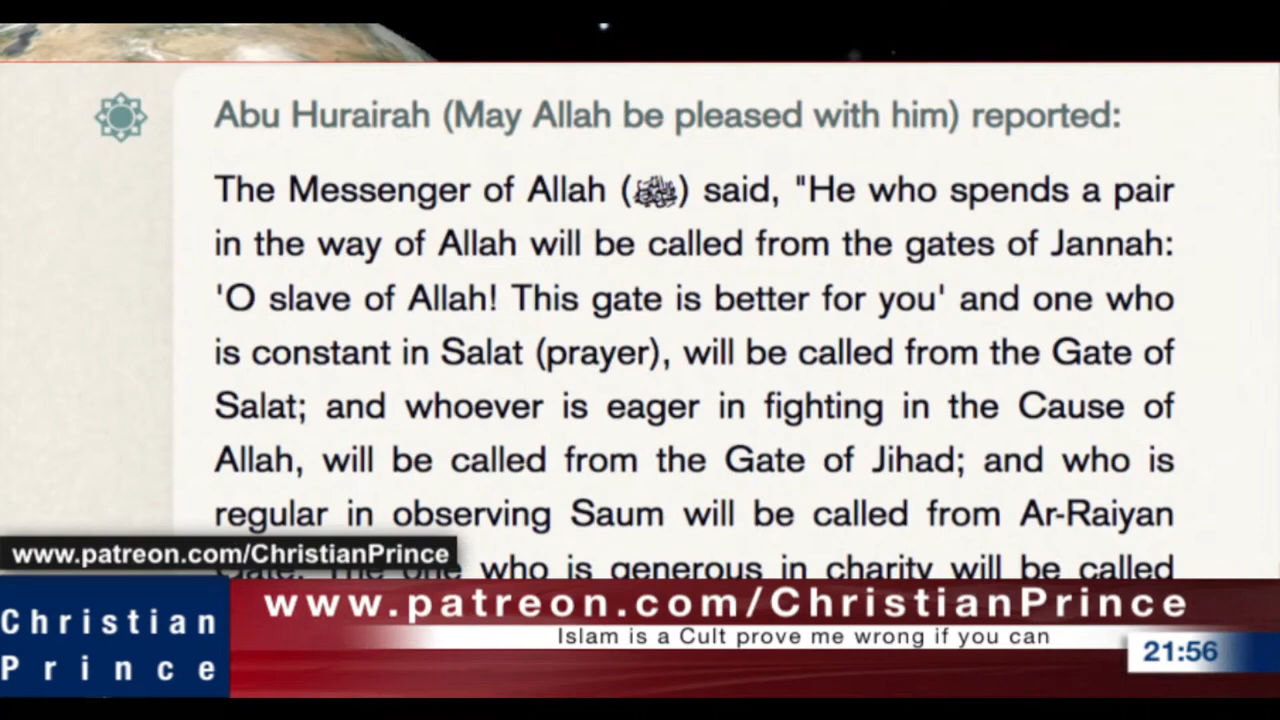 Abu Hurairah (May Allah be pleased with him) reported:
The Messenger of Allah (ﷺ) said, "He who spends a pair
in the way of Allah will be called from the gates of Jannah:
'O slave of Allah! This gate is better for you' and one who
is constant in Salat (prayer), will be called from the Gate of
Salat; and whoever is eager in fighting in the Cause of
Allah, will be called from the Gate of Jihad; and who is
regular in observing Saum will be called from Ar-Raiyan
Gate. The one who is generous in charity will be called
www.patreon.com/ChristianPrince
www.patreon.com/ChristianPrince
Islam is a Cult prove me wrong if you can
Christian
Prince
21:56